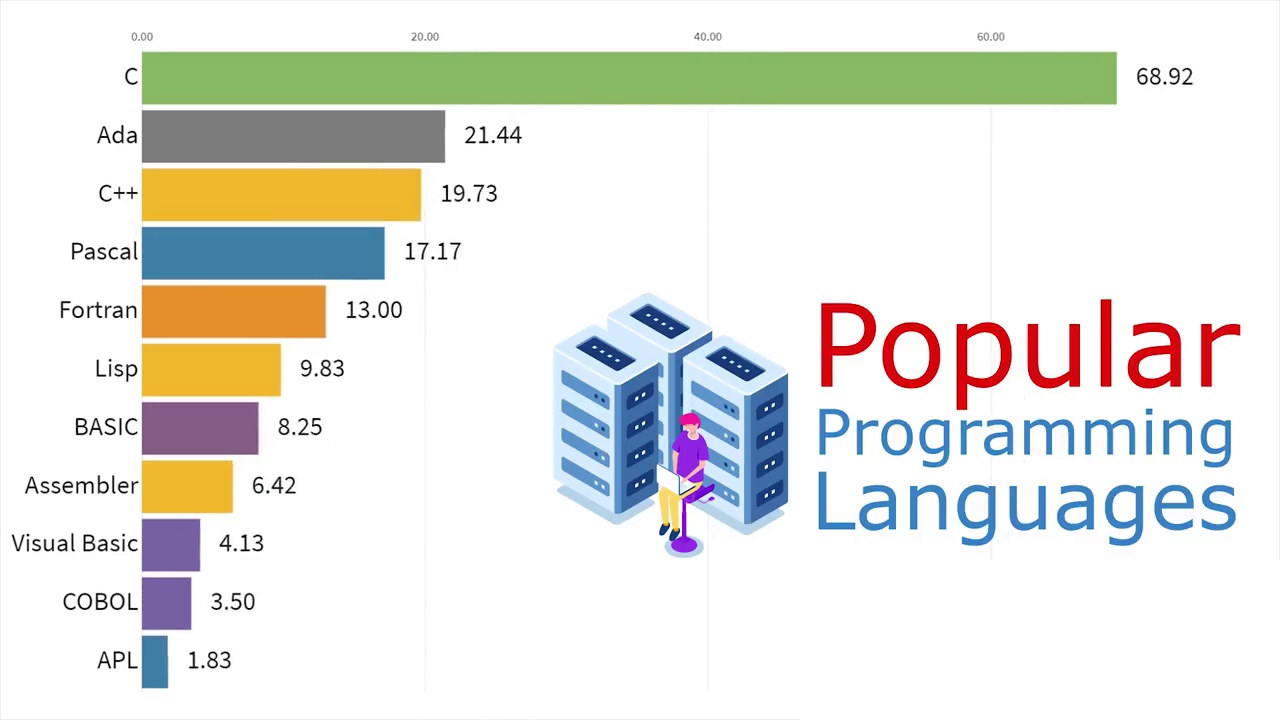 0.00 20.00 40.00 60.00
C 68.92
Ada 21.44
C++ 19.73
Pascal 17.17
Fortran 13.00
Lisp 9.83
BASIC 8.25
Assembler 6.42
Visual Basic 4.13
COBOL 3.50
APL 1.83
Popular
Programming
Languages